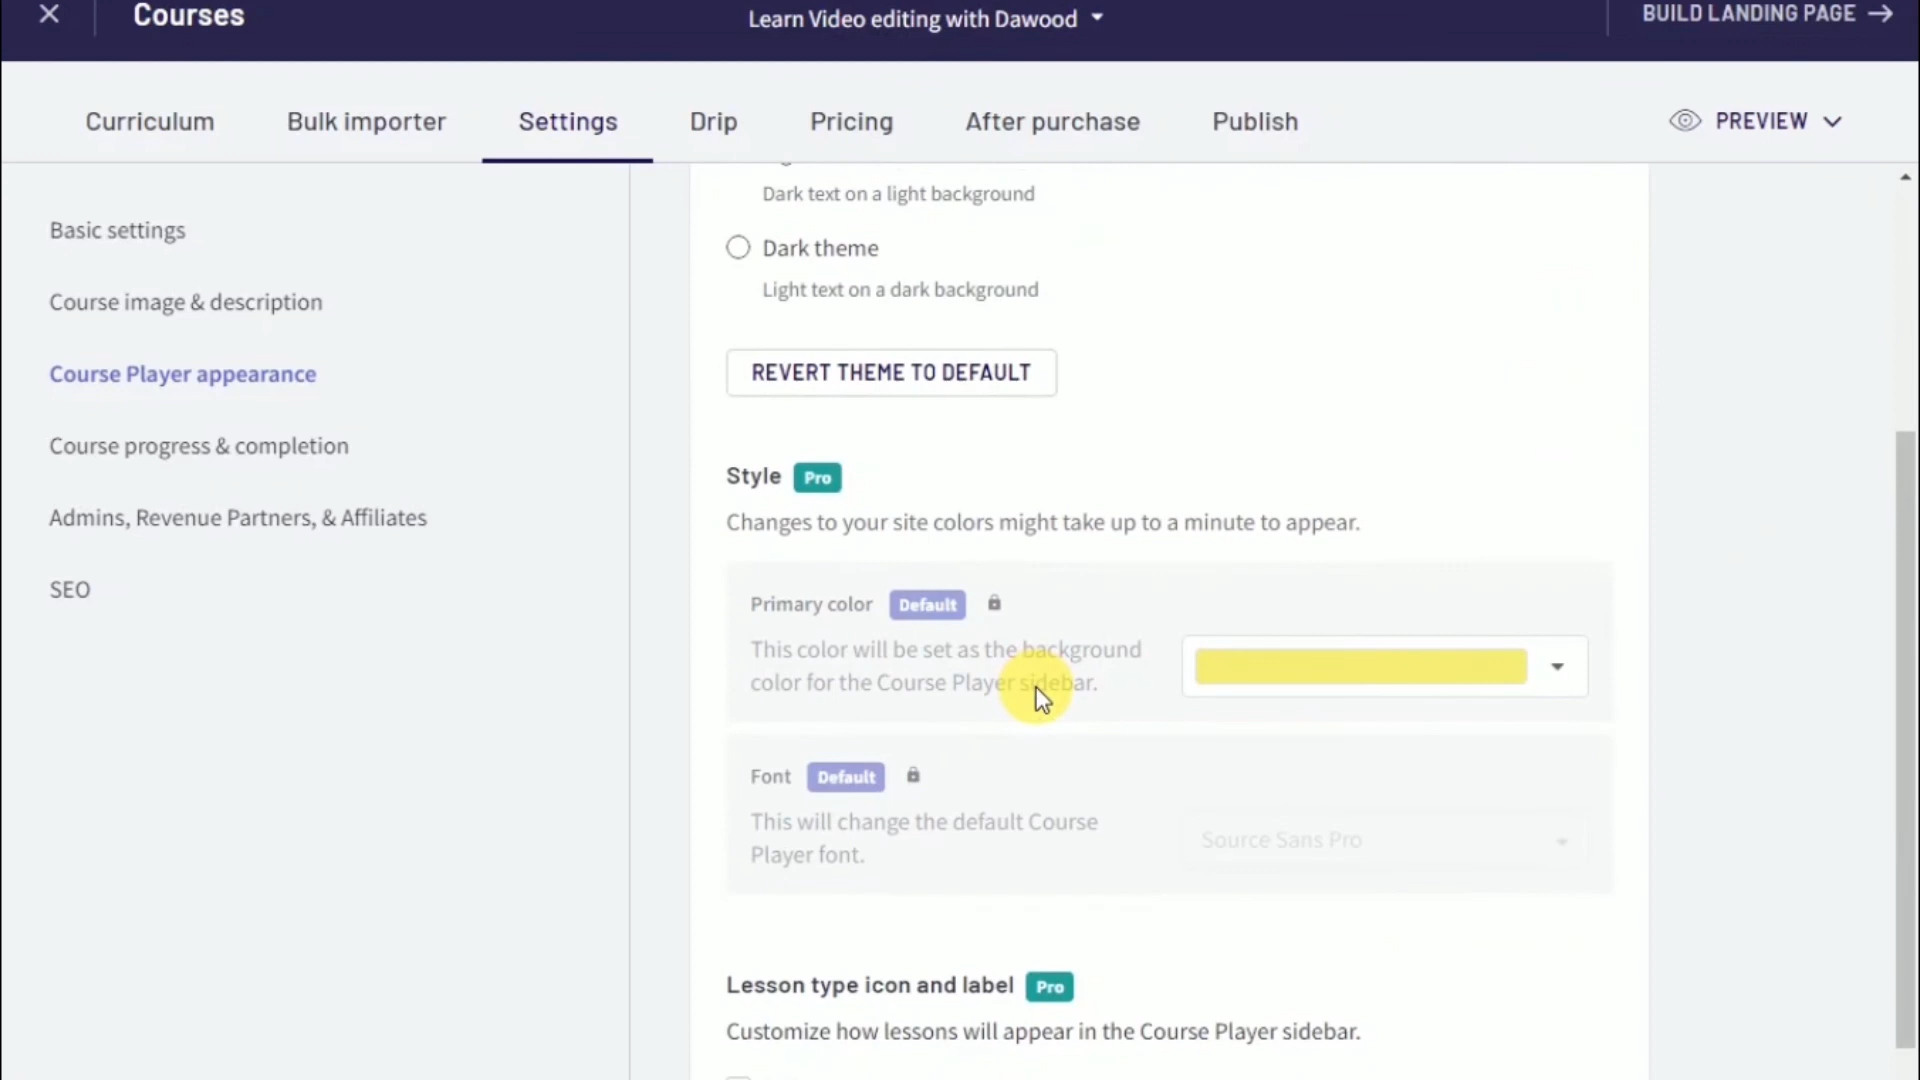 Courses
Learn Video editing with Dawood
BUILD LANDING PAGE
Curriculum
Bulk importer
Settings
Drip
Pricing
After purchase
Publish
PREVIEW
Basic settings
Course image & description
Course Player appearance
Course progress & completion
Admins, Revenue Partners, & Affiliates
SEO
Dark text on a light background
Dark theme
Light text on a dark background
REVERT THEME TO DEFAULT
Style Pro
Changes to your site colors might take up to a minute to appear.
Primary color Default
This color will be set as the background
color for the Course Player sidebar.
Font Default
This will change the default Course
Player font.
Source Sans Pro
Lesson type icon and label Pro
Customize how lessons will appear in the Course Player sidebar.